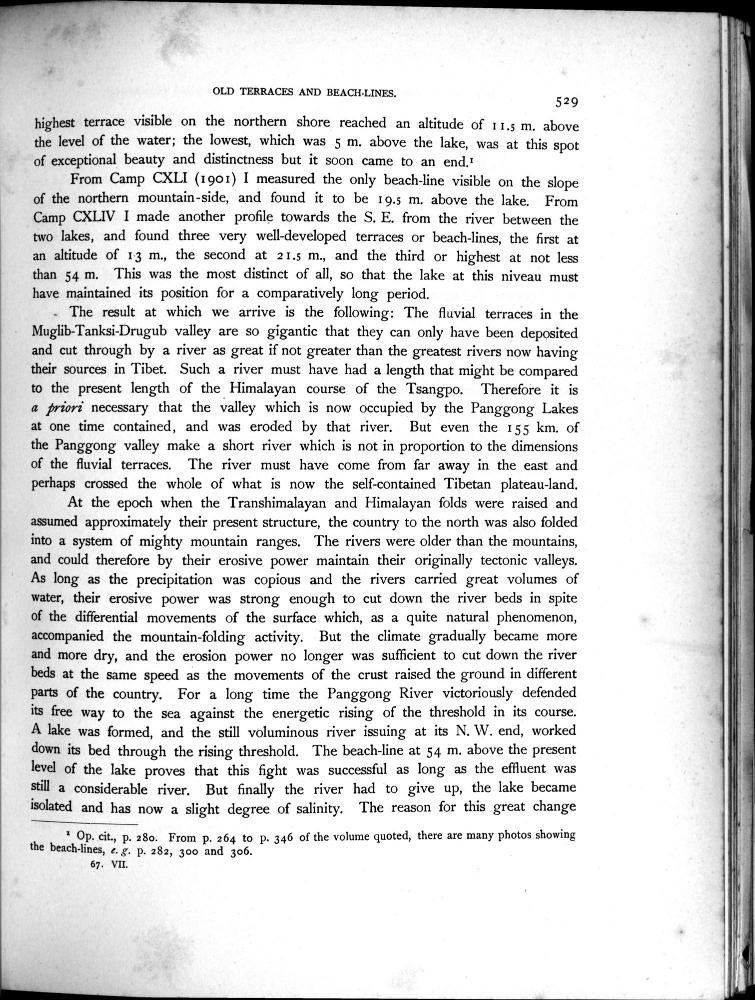 OLD TERRACES AND BEACH-LINES.
529
highest terrace visible on the northern shore reached an altitude of 11.5 m. above
the level of the water; the lowest, which was 5 m. above the lake, was at this spot
of exceptional beauty and distinctness but it soon came to an end.¹
From Camp CXLI (1901) I measured the only beach-line visible on the slope
of the northern mountain-side, and found it to be 19.5 m. above the lake. From
Camp CXLIV I made another profile towards the S. E. from the river between the
two lakes, and found three very well-developed terraces or beach-lines, the first at
an altitude of 1·3 m., the second at 21.5 m., and the third or highest at not less
than 54 m. This was the most distinct of all, so that the lake at this niveau must
have maintained its position for a comparatively long period.
The result at which we arrive is the following: The fluvial terraces in the
Muglib-Tanksi-Drugub valley are so gigantic that they can only have been deposited
and cut through by a river as great if not greater than the greatest rivers now having
their sources in Tibet. Such a river must have had a length that might be compared
to the present length of the Himalayan course of the Tsangpo. Therefore it is
a priori necessary that the valley which is now occupied by the Panggong Lakes
at one time contained, and was eroded by that river. But even the 155 km. of
the Panggong valley make a short river which is not in proportion to the dimensions
of the fluvial terraces. The river must have come from far away in the east and
perhaps crossed the whole of what is now the self-contained Tibetan plateau-land.
At the epoch when the Transhimalayan and Himalayan folds were raised and
assumed approximately their present structure, the country to the north was also folded
into a system of mighty mountain ranges. The rivers were older than the mountains,
and could therefore by their erosive power maintain their originally tectonic valleys.
As long as the precipitation was copious and the rivers carried great volumes of
water, their erosive power was strong enough to cut down the river beds in spite
of the differential movements of the surface which, as a quite natural phenomenon,
accompanied the mountain-folding activity. But the climate gradually became more
and more dry, and the erosion power no longer was sufficient to cut down the river
beds at the same speed as the movements of the crust raised the ground in different
parts of the country. For a long time the Panggong River victoriously defended
its free way to the sea against the energetic rising of the threshold in its course.
A lake was formed, and the still voluminous river issuing at its N. W. end, worked
down its bed through the rising threshold. The beach-line at 54 m. above the present
level of the lake proves that this fight was successful as long as the effluent was
still a considerable river. But finally the river had to give up, the lake became
isolated and has now a slight degree of salinity. The reason for this great change
¹ Op. cit., p. 280. From p. 264 to p. 346 of the volume quoted, there are many photos showing
the beach-lines, e. g. p. 282, 300 and 306.
67. VII.